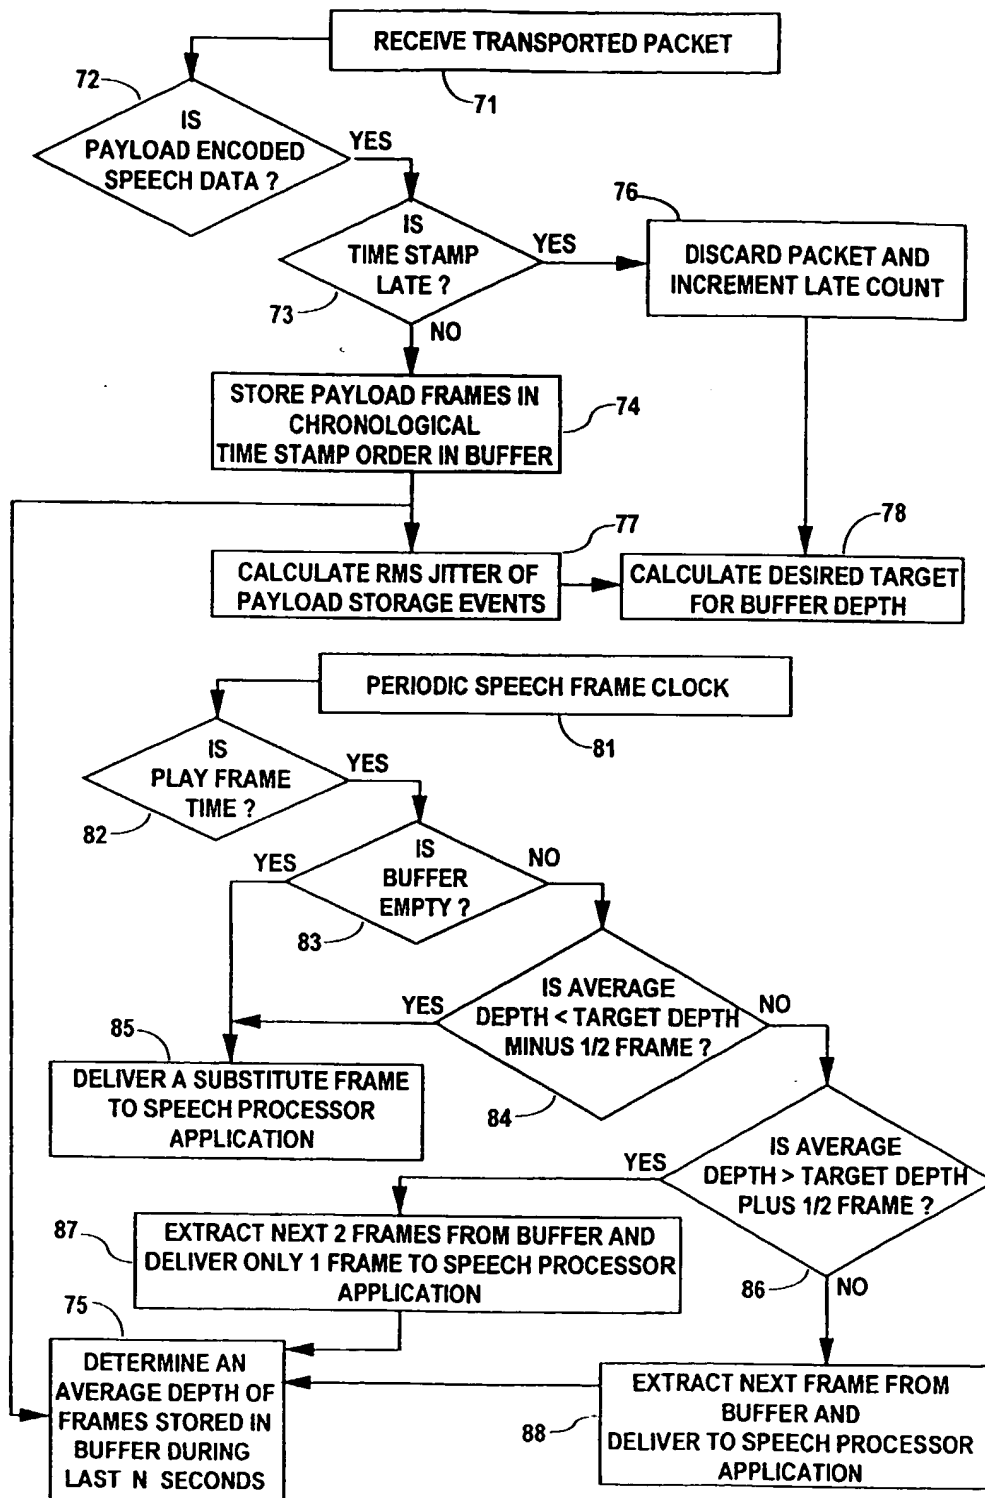 RECEIVE TRANSPORTED PACKET
71
72
IS
PAYLOAD ENCODED
SPEECH DATA ?
YES
IS
TIME STAMP
LATE ?
73
YES
NO
76
DISCARD PACKET AND
INCREMENT LATE COUNT
STORE PAYLOAD FRAMES IN
CHRONOLOGICAL
TIME STAMP ORDER IN BUFFER
74
77
CALCULATE RMS JITTER OF
PAYLOAD STORAGE EVENTS
78
CALCULATE DESIRED TARGET
FOR BUFFER DEPTH
PERIODIC SPEECH FRAME CLOCK
81
IS
PLAY FRAME
TIME ?
82
YES
IS
BUFFER
EMPTY ?
83
YES
NO
IS AVERAGE
DEPTH < TARGET DEPTH
MINUS 1/2 FRAME ?
84
YES
NO
85
DELIVER A SUBSTITUTE FRAME
TO SPEECH PROCESSOR
APPLICATION
IS AVERAGE
DEPTH > TARGET DEPTH
PLUS 1/2 FRAME ?
86
YES
NO
87
EXTRACT NEXT 2 FRAMES FROM BUFFER AND
DELIVER ONLY 1 FRAME TO SPEECH PROCESSOR
APPLICATION
75
DETERMINE AN
AVERAGE DEPTH OF
FRAMES STORED IN
BUFFER DURING
LAST N SECONDS
88
EXTRACT NEXT FRAME FROM
BUFFER AND
DELIVER TO SPEECH PROCESSOR
APPLICATION